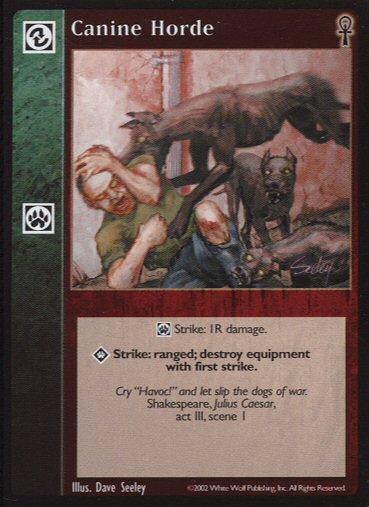 Canine Horde
Seeley
Strike: 1R damage.
Strike: ranged; destroy equipment
with first strike.
Cry "Havoc!" and let slip the dogs of war.
Shakespeare, Julius Caesar,
act III, scene 1
Illus. Dave Seeley
©2002 White Wolf Publishing, Inc. All Rights Reserved.